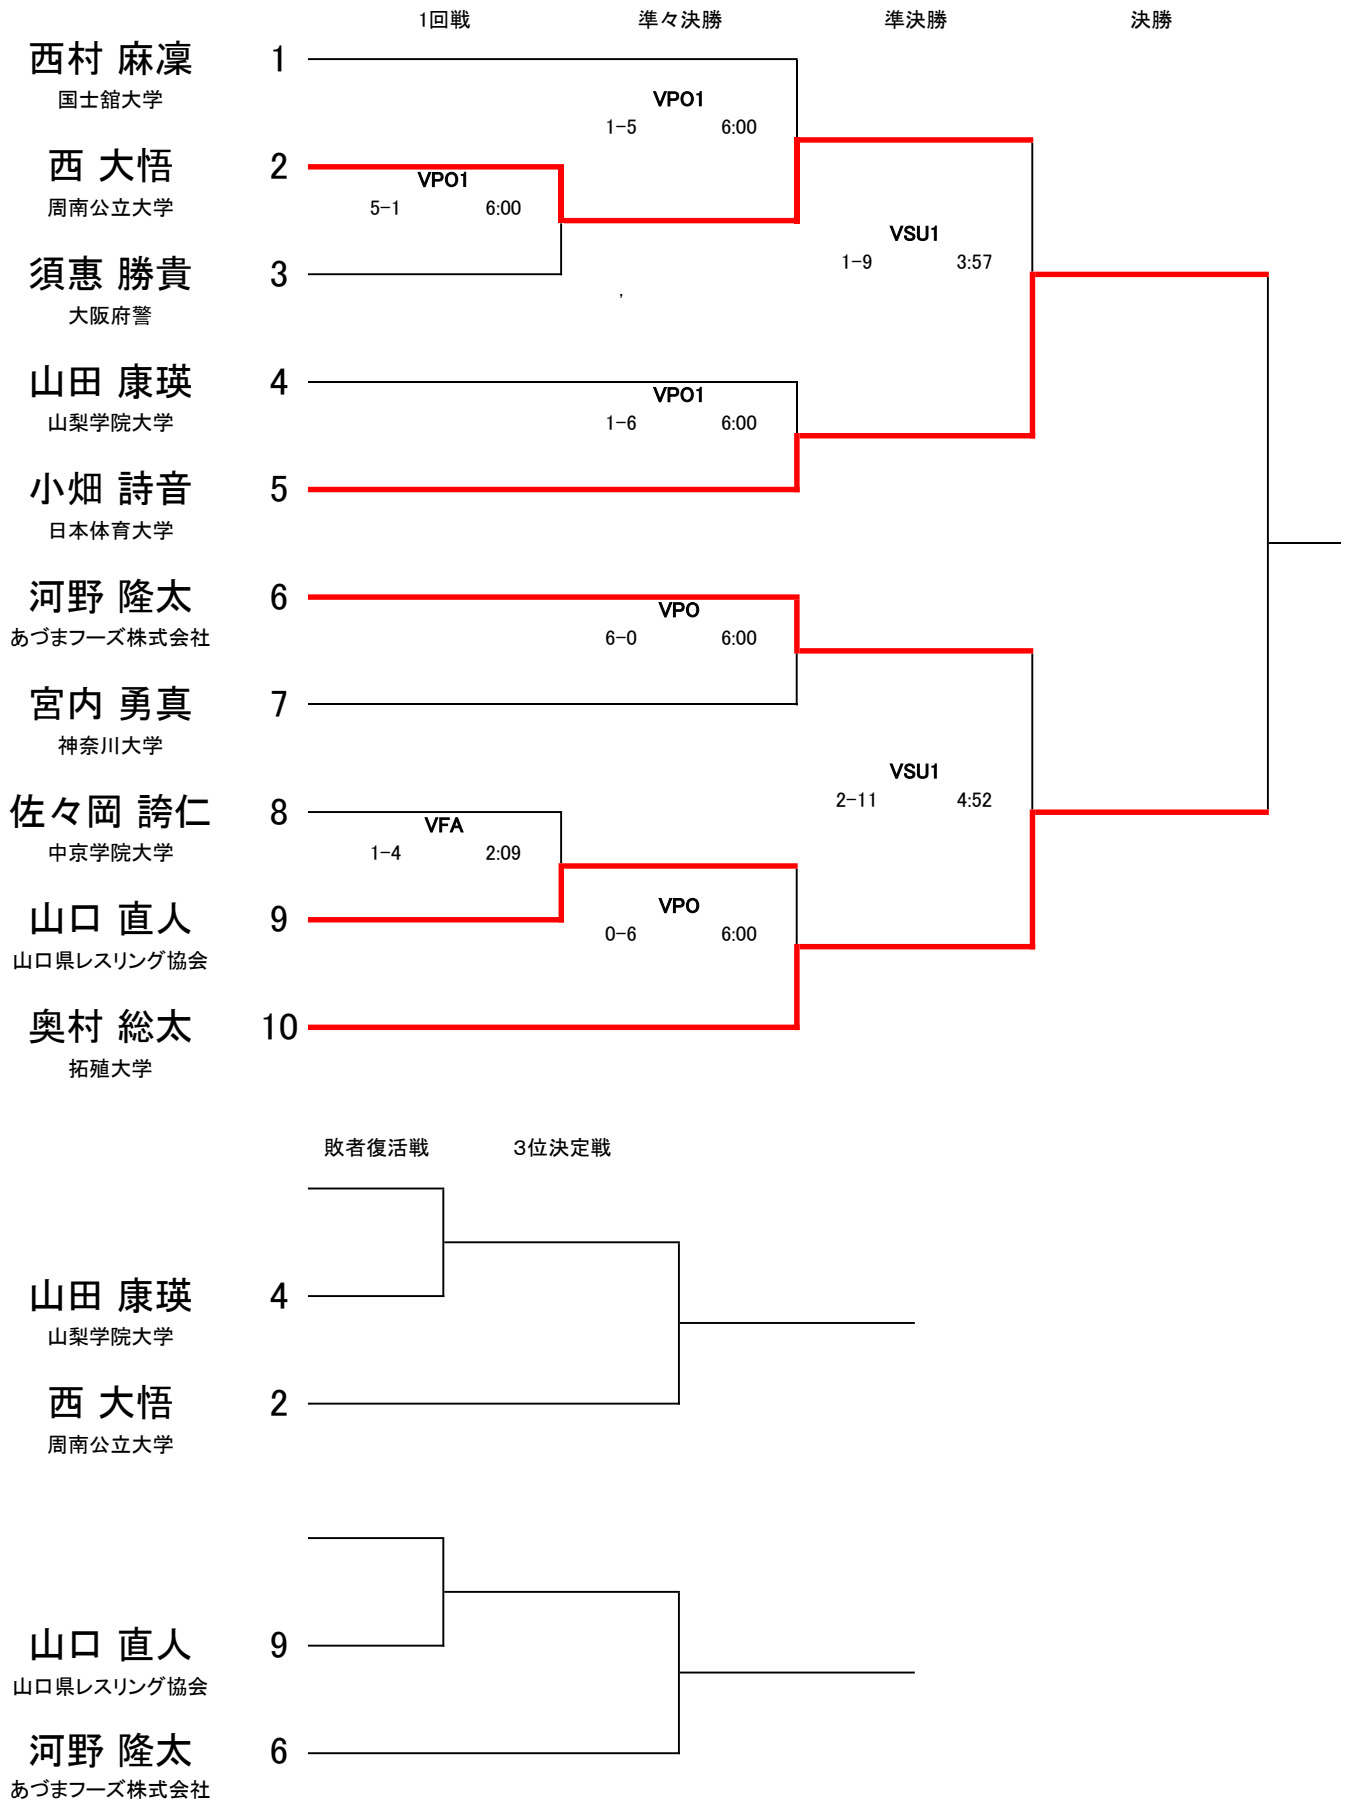 1回戦 準々決勝 準決勝 決勝
西村 麻凜 1
国士舘大学
VPO1
1-5 6:00
西 大悟 2
周南公立大学
VPO1
5-1 6:00
須惠 勝貴 3
大阪府警
VSU1
1-9 3:57
,
山田 康瑛 4
山梨学院大学
VPO1
1-6 6:00
小畑 詩音 5
日本体育大学
河野 隆太 6
あづまフーズ株式会社
VPO
6-0 6:00
宮内 勇真 7
神奈川大学
VSU1
2-11 4:52
佐々岡 誇仁 8
中京学院大学
VFA
1-4 2:09
山口 直人 9
山口県レスリング協会
VPO
0-6 6:00
奥村 総太 10
拓殖大学
敗者復活戦 3位決定戦
山田 康瑛 4
山梨学院大学
西 大悟 2
周南公立大学
山口 直人 9
山口県レスリング協会
河野 隆太 6
あづまフーズ株式会社